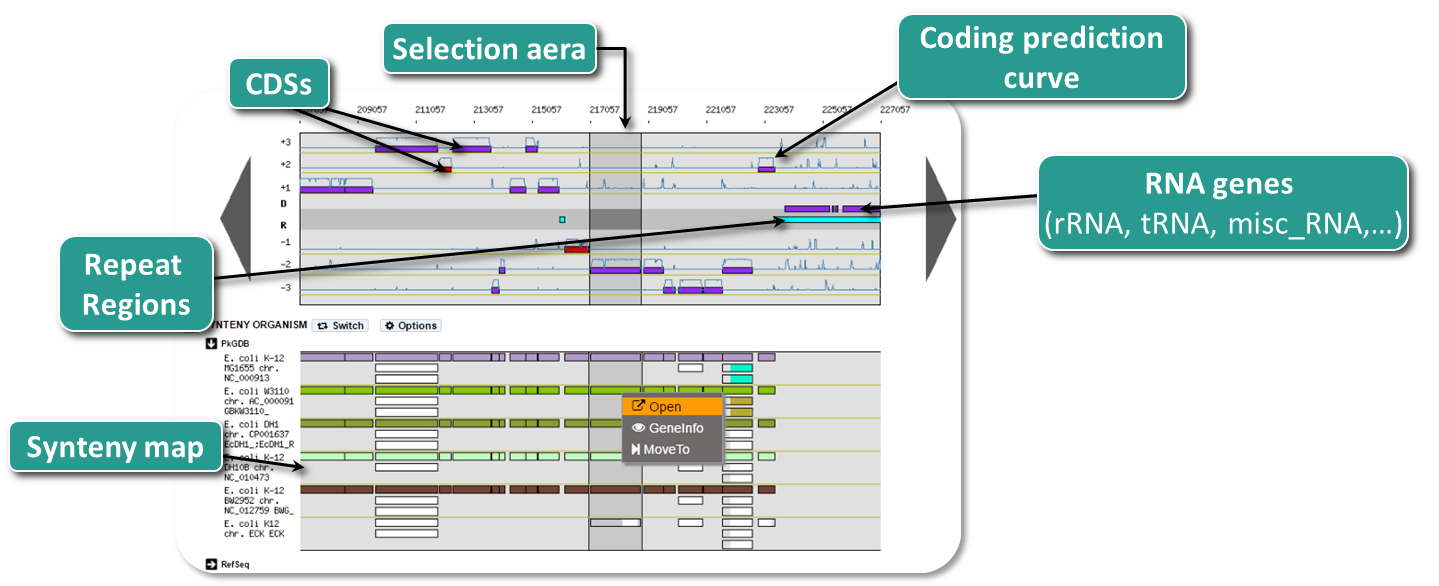 Selection aera
Coding prediction
curve
CDSs
209057 211057 213057 215057 217057 219057 221057 223057 225057 227057
+3
+2
+1
D
R
-1
-2
-3
RNA genes
(rRNA, tRNA, misc_RNA,...)
Repeat
Regions
NTENY ORGANISM Switch Options
PkGDB
E. coli K-12
MG1655 chr.
NC_000913
E. coli W3110
chr. AC_000091
GBKW3110_
E. coli DH1
chr. CP001637
EcDH1_;EcDH1_R
E. coli K-12
DH10B chr.
NC_010473
E. coli K-12
BW2952 chr.
NC_012759 BWG_
E. coli K12
chr. ECK ECK
Open
GeneInfo
MoveTo
Synteny map
RefSeq